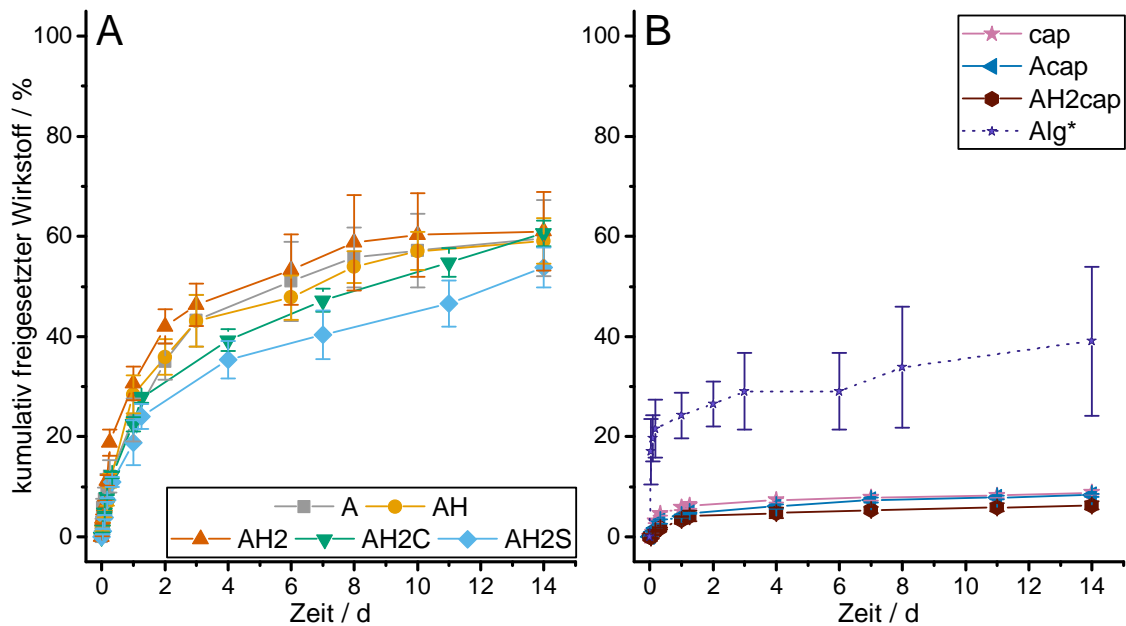 A
B
kumulativ freigesetzter Wirkstoff / %
100
80
60
40
20
0
A AH
AH2 AH2C AH2S
0 2 4 6 8 10 12 14
Zeit / d
cap
Acap
AH2cap
Alg*
100
80
60
40
20
0
0 2 4 6 8 10 12 14
Zeit / d